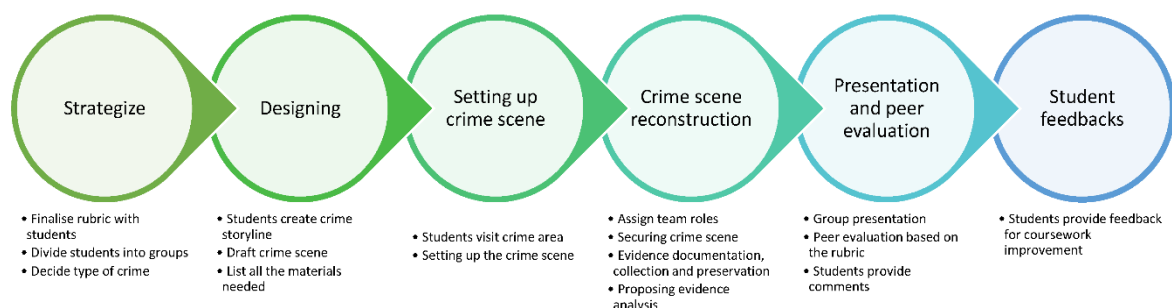 Strategize
• Finalise rubric with
students
• Divide students into groups
• Decide type of crime
Designing
• Students create crime
storyline
• Draft crime scene
• List all the materials
needed
Setting up
crime scene
• Students visit crime area
• Setting up the crime scene
Crime scene
reconstruction
• Assign team roles
• Securing crime scene
• Evidence documentation,
collection and preservation
• Proposing evidence
analysis
Presentation
and peer
evaluation
• Group presentation
• Peer evaluation based on
the rubric
• Students provide
comments
Student
feedbacks
• Students provide feedback
for coursework
improvement